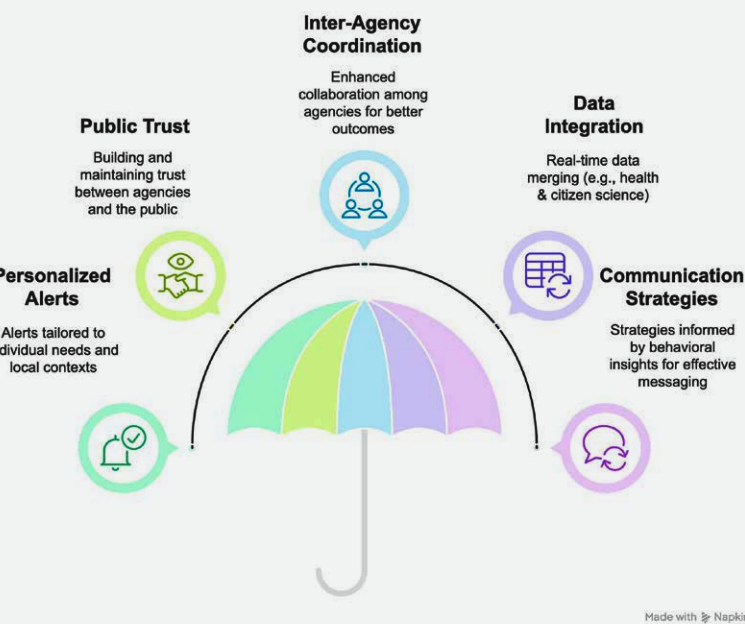 Inter-Agency
Coordination
Enhanced
collaboration among
agencies for better
outcomes
Public Trust
Building and
maintaining trust
between agencies
and the public
Data
Integration
Real-time data
merging (e.g., health
& citizen science)
Personalized
Alerts
Alerts tailored to
individual needs and
local contexts
Communication
Strategies
Strategies informed
by behavioral
insights for effective
messaging
Made with Napkin